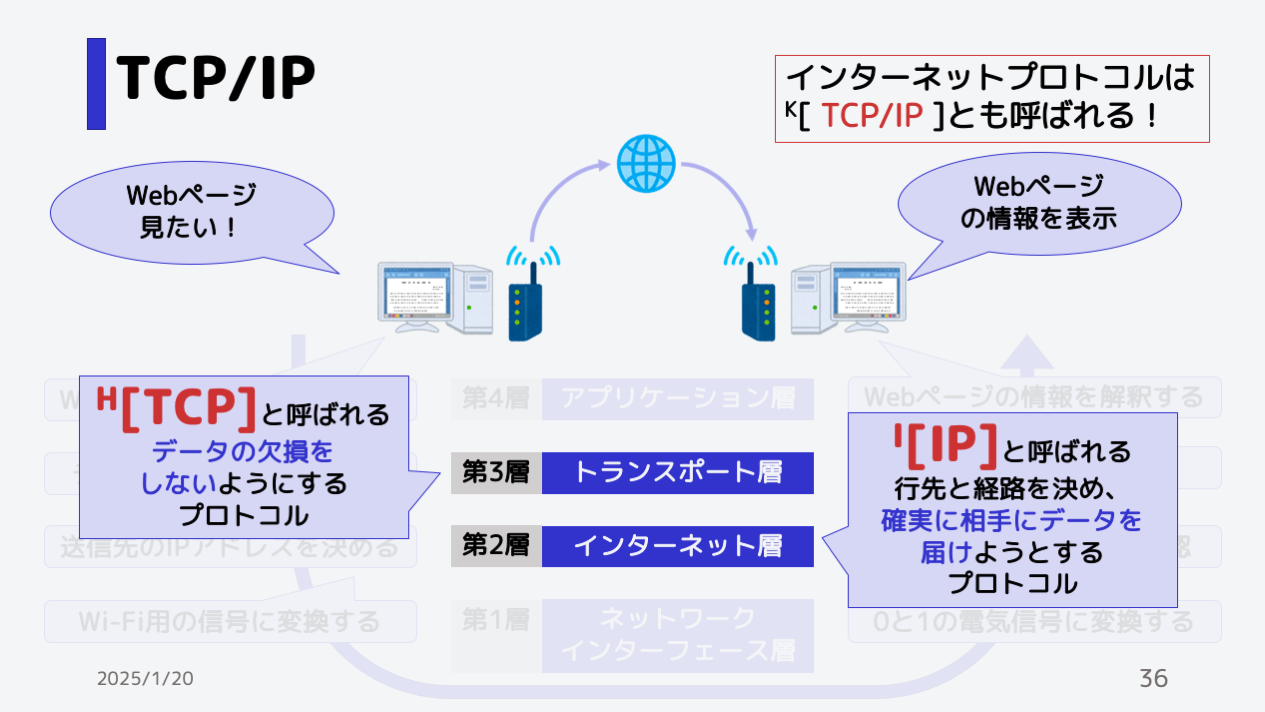 TCP/IP
インターネットプロトコルは
K[ TCP/IP ]とも呼ばれる！
Webページ
見たい！
Webページ
の情報を表示
H[TCP]と呼ばれる
データの欠損を
しないようにする
プロトコル
第4層 アプリケーション層
第3層 トランスポート層
第2層 インターネット層
第1層 ネットワーク
インターフェース層
Webページの情報を解釈する
I[IP]と呼ばれる
行先と経路を決め、
確実に相手にデータを
届けようとする
プロトコル
送信先のIPアドレスを決める
Wi-Fi用の信号に変換する
0と1の電気信号に変換する
2025/1/20
36